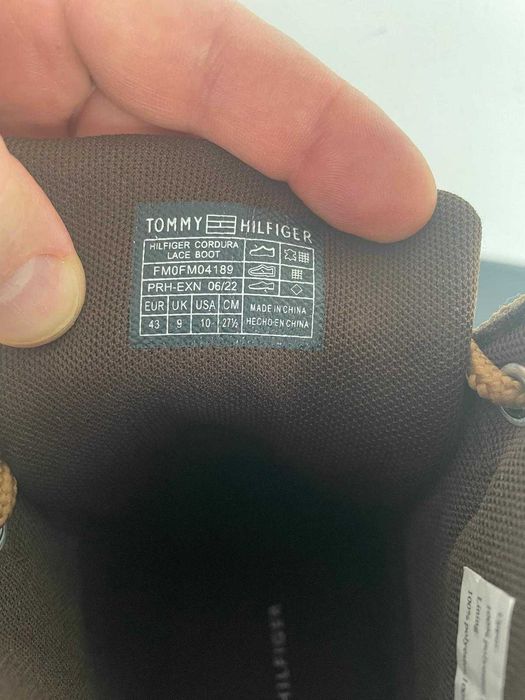 TOMMY HILFIGER
HILFIGER CORDURA
LACE BOOT
FM0FM04189
PRH-EXN 06/22
EUR UK USA CM
43 9 10 27½
MADE IN CHINA
HECHO EN CHINA
HILFIGER
Lining:
100% polyester